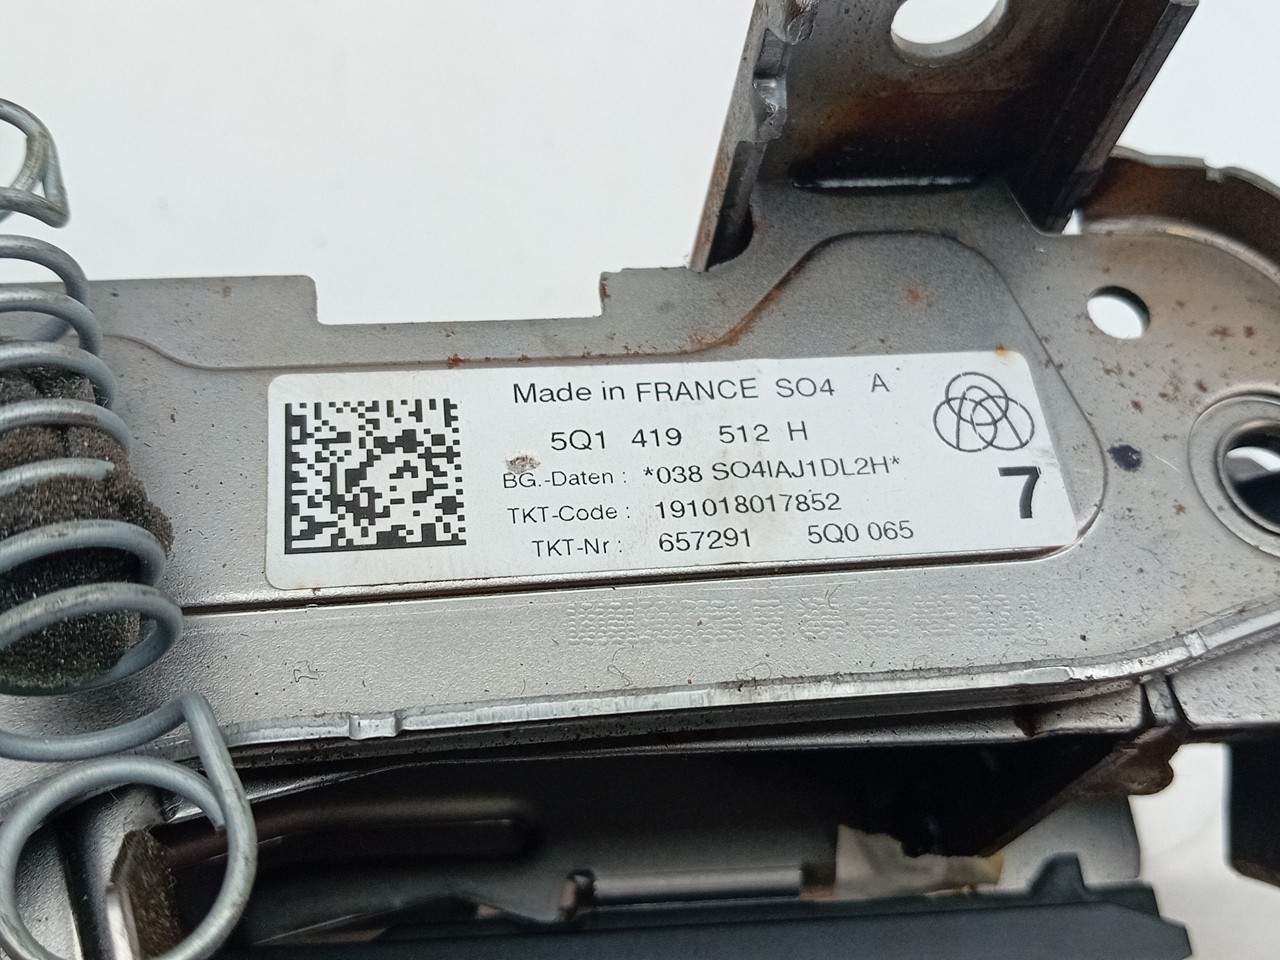 Made in FRANCE SO4 A
5Q1 419 512 H
BG.-Daten : *038 SO4IAJ1DL2H*
TKT-Code : 191018017852
TKT-Nr : 657291 5Q0 065
7